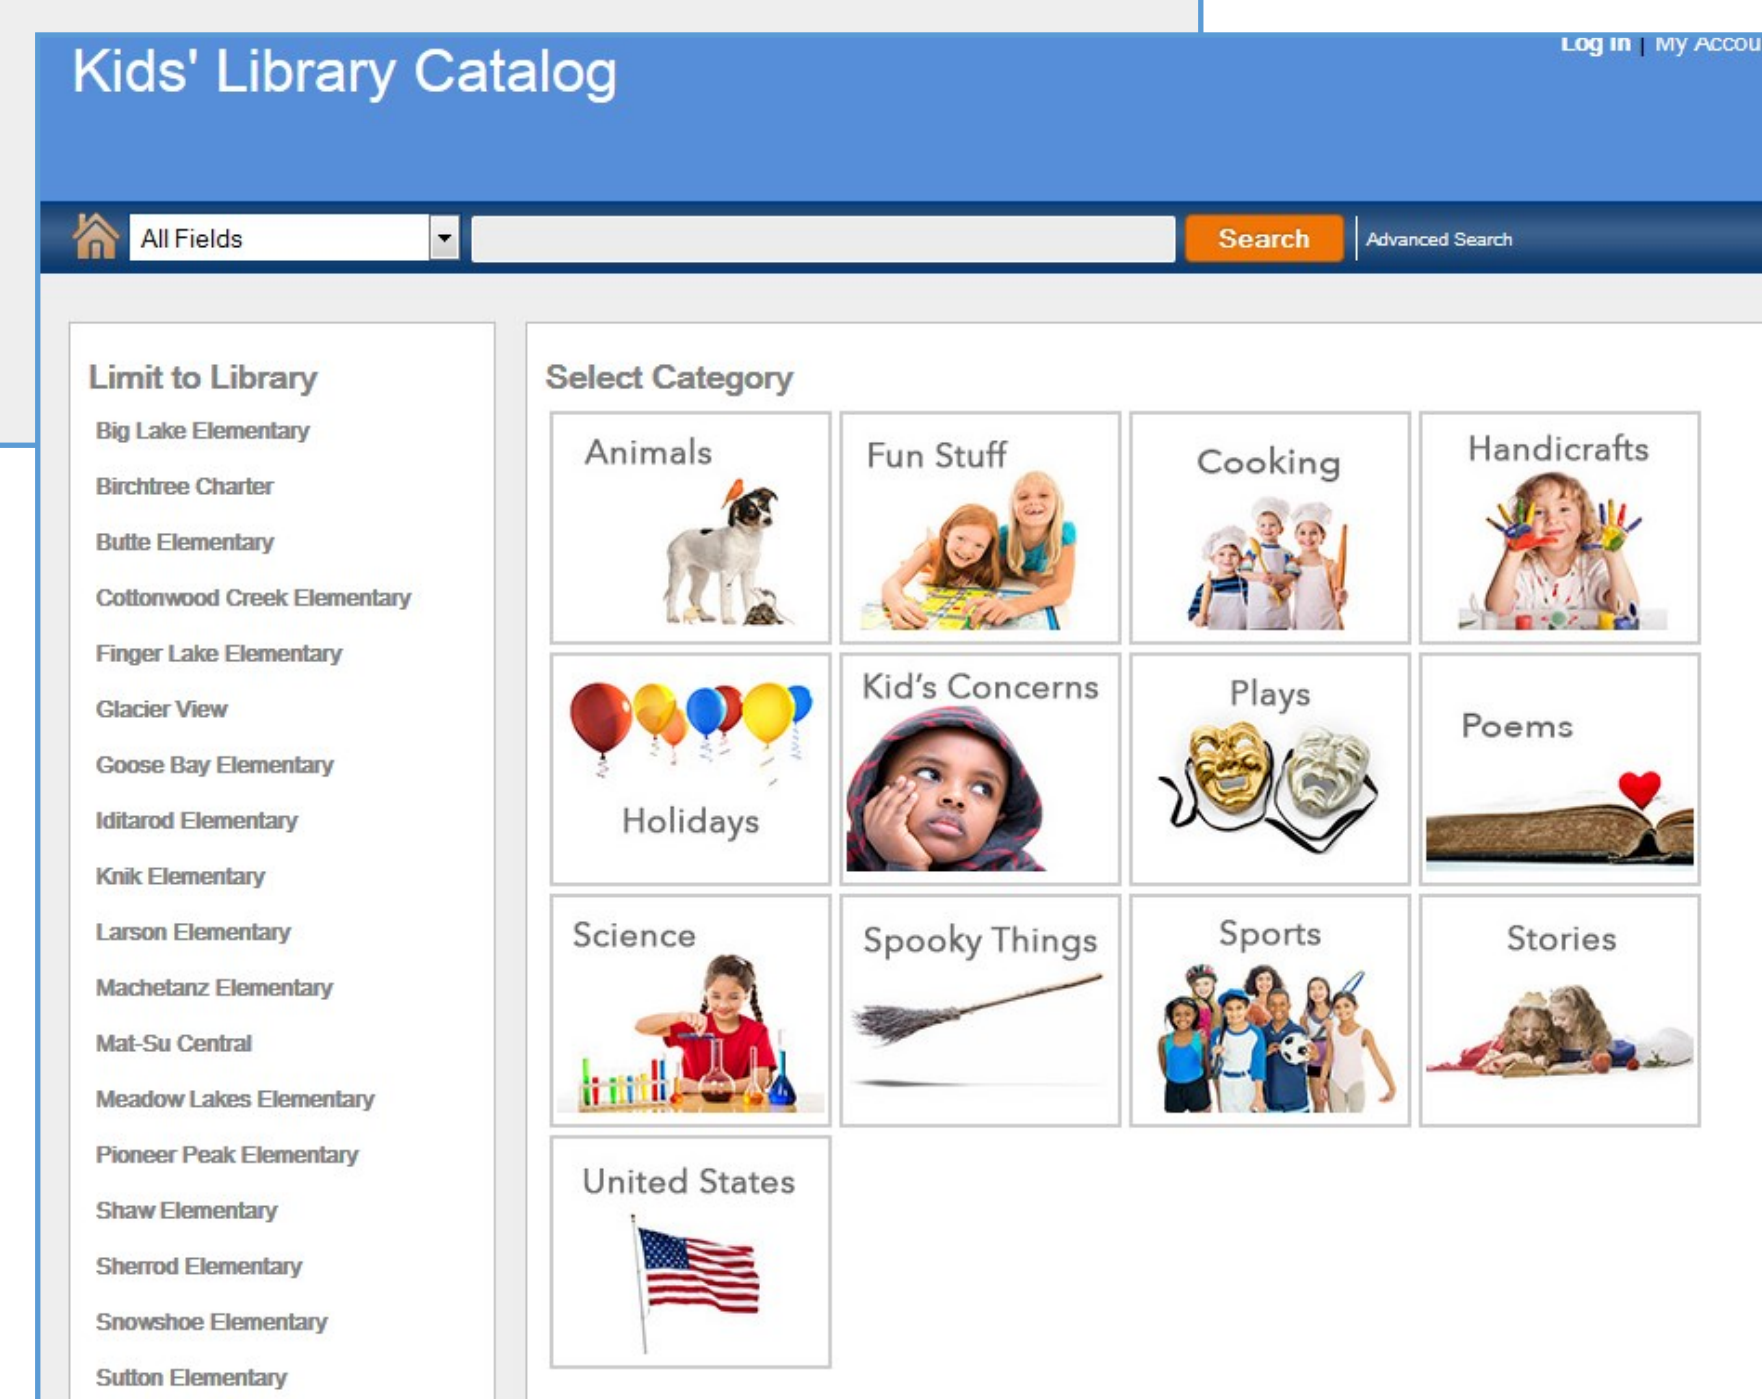 Kids' Library Catalog
Log In | My Accou
All Fields
Search
Advanced Search
Limit to Library
Big Lake Elementary
Birchtree Charter
Butte Elementary
Cottonwood Creek Elementary
Finger Lake Elementary
Glacier View
Goose Bay Elementary
Iditarod Elementary
Knik Elementary
Larson Elementary
Machetanz Elementary
Mat-Su Central
Meadow Lakes Elementary
Pioneer Peak Elementary
Shaw Elementary
Sherrod Elementary
Snowshoe Elementary
Sutton Elementary
Select Category
Animals
Fun Stuff
Cooking
Handicrafts
Holidays
Kid's Concerns
Plays
Poems
Science
Spooky Things
Sports
Stories
United States